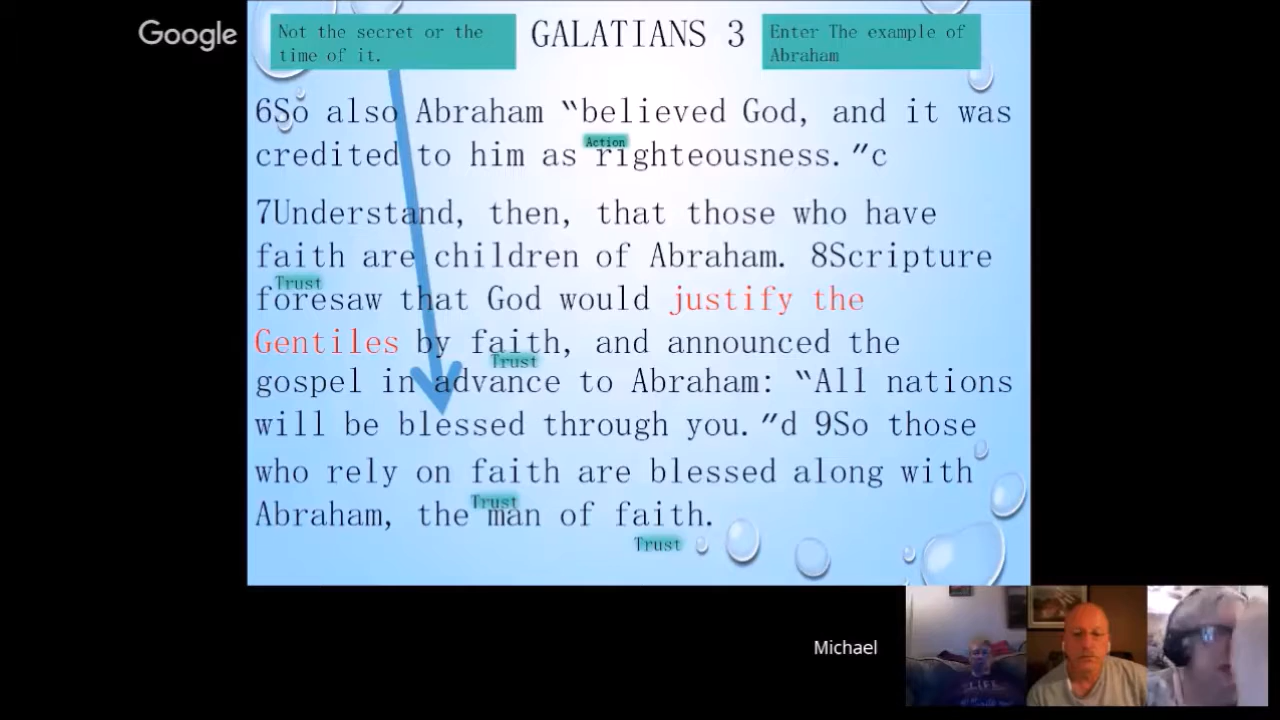 Google
Not the secret or the
time of it.
GALATIANS 3
Enter The example of
Abraham
6So also Abraham “believed God, and it was
Action
credited to him as righteousness.”c
7Understand, then, that those who have
faith are children of Abraham. 8Scripture
Trust
foresaw that God would justify the
Gentiles by faith, and announced the
Trust
gospel in advance to Abraham: “All nations
will be blessed through you.”d 9So those
who rely on faith are blessed along with
Trust
Abraham, the man of faith.
Trust
Michael
LIFE